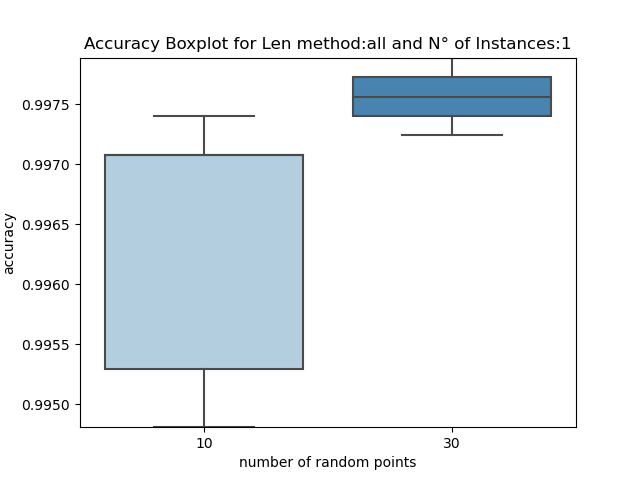 Accuracy Boxplot for Len method:all and N° of Instances:1
0.9975
0.9970
0.9965
0.9960
0.9955
0.9950
accuracy
10 30
number of random points